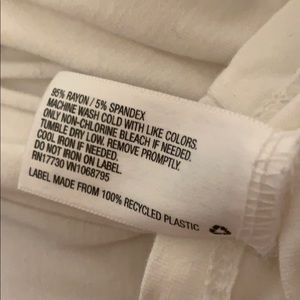 95% RAYON / 5% SPANDEX
MACHINE WASH COLD WITH LIKE COLORS.
ONLY NON-CHLORINE BLEACH IF NEEDED.
TUMBLE DRY LOW. REMOVE PROMPTLY.
COOL IRON IF NEEDED.
DO NOT IRON ON LABEL.
RN17730 VN1068795
LABEL MADE FROM 100% RECYCLED PLASTIC